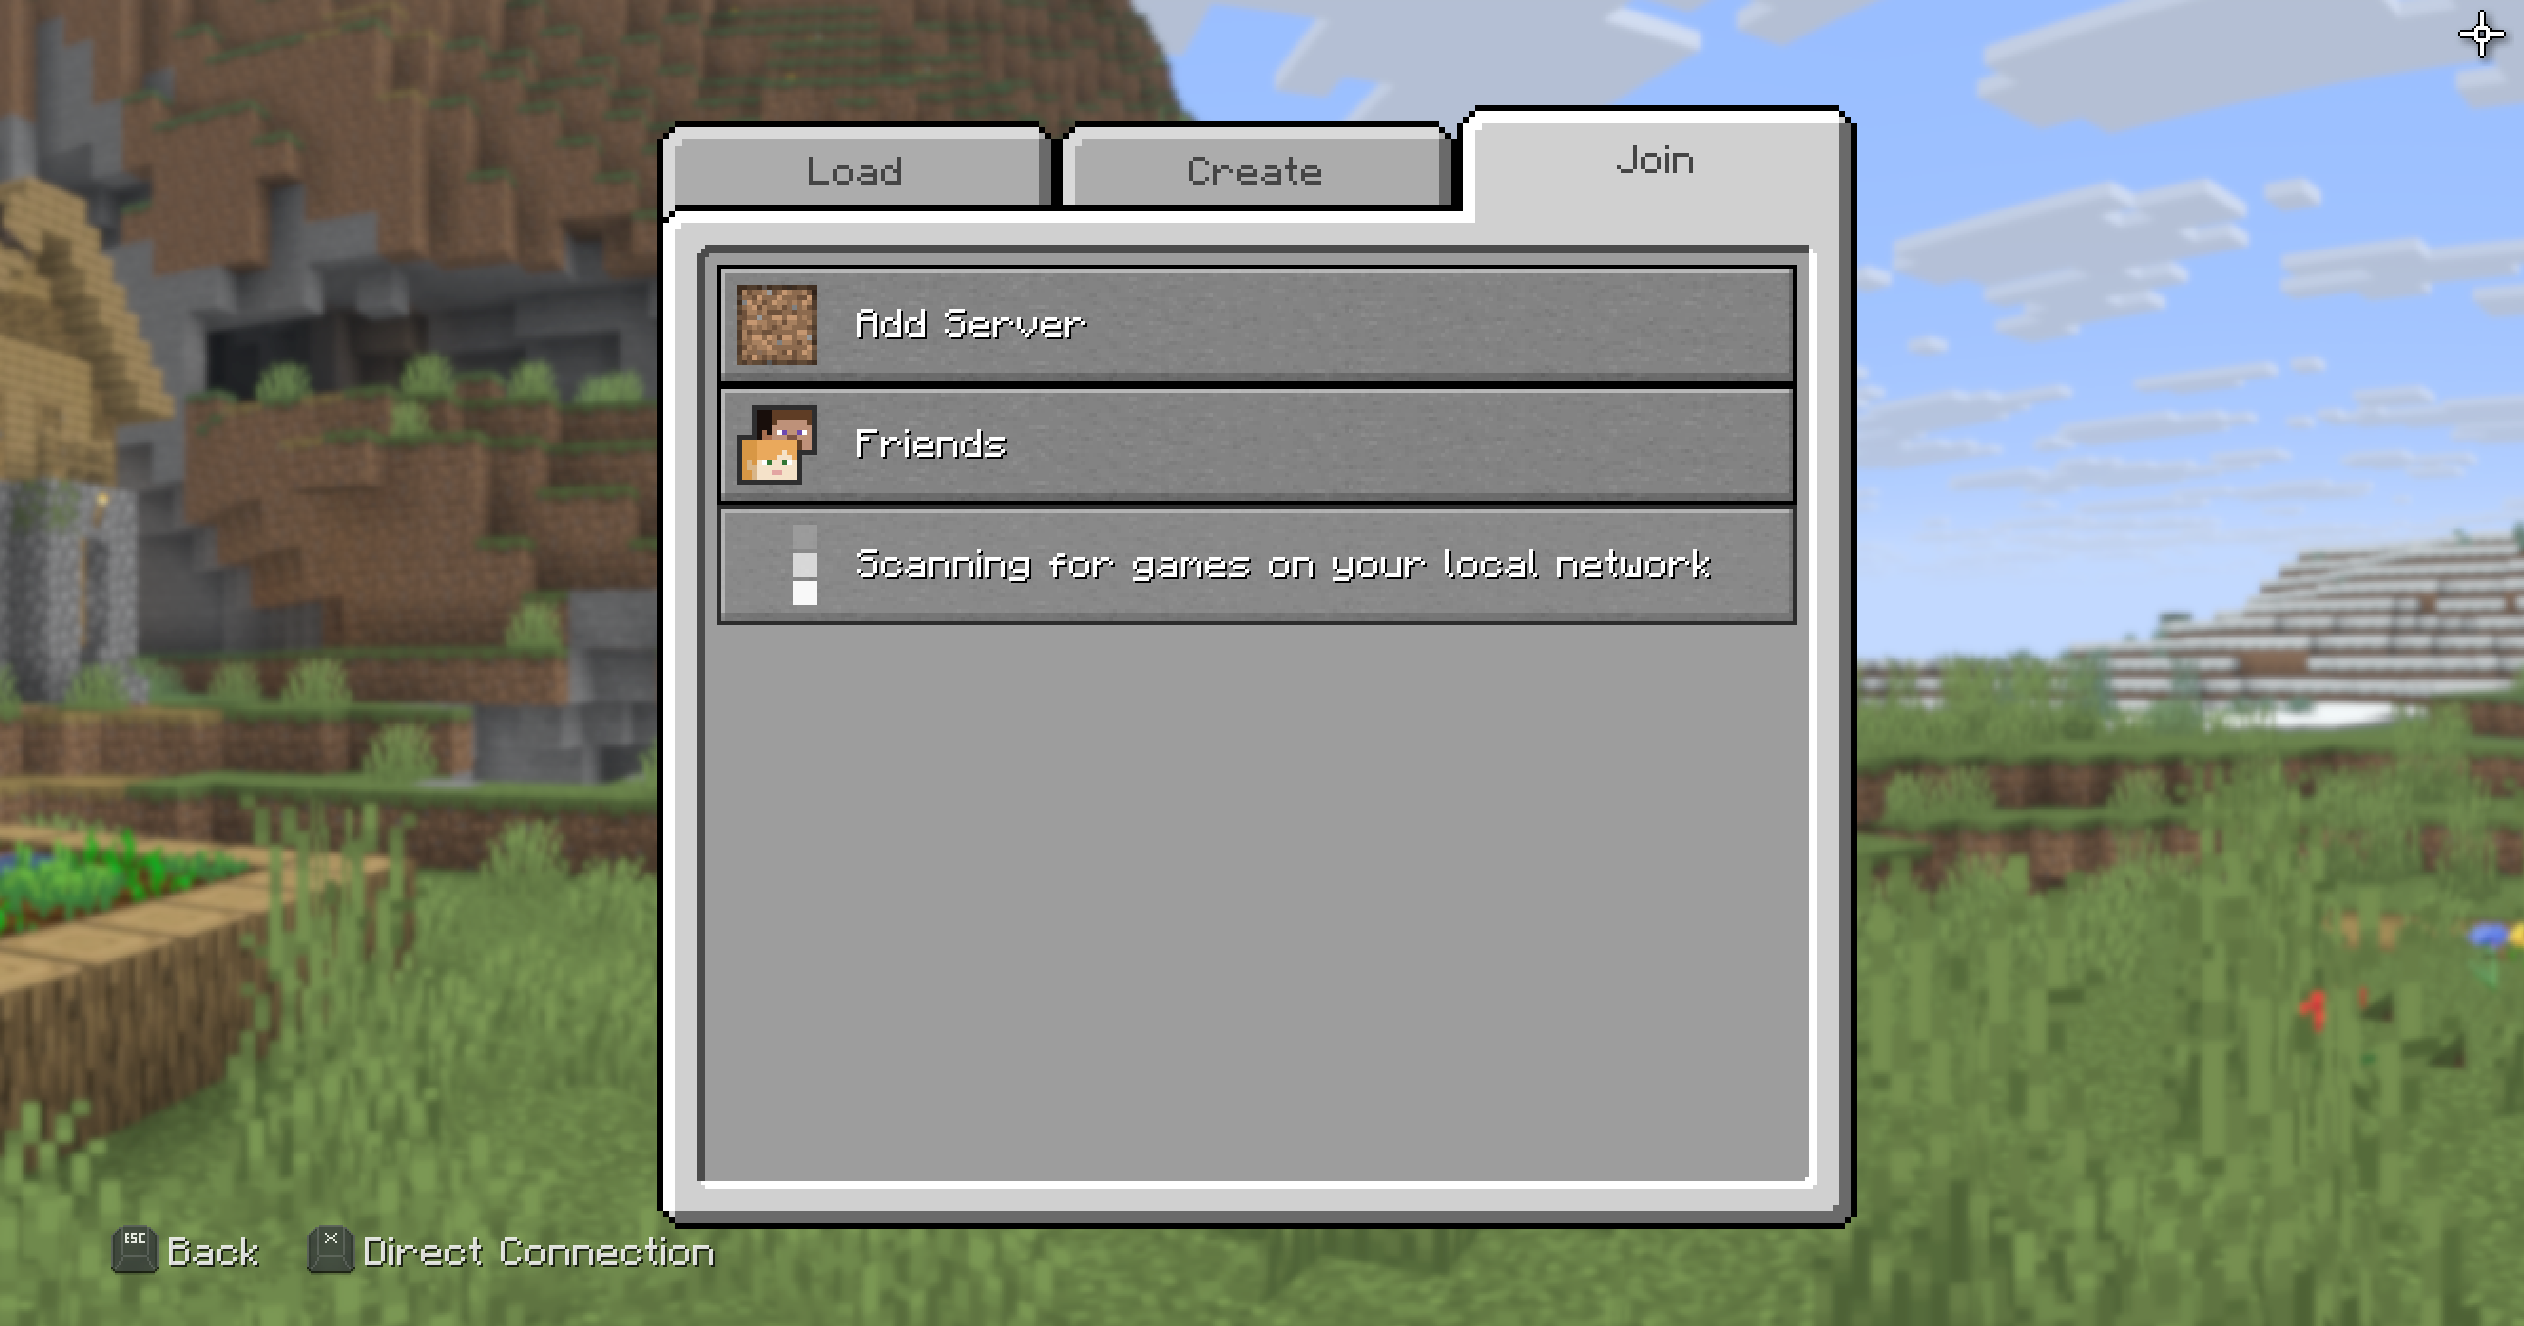 Load
Create
Join
Add Server
Friends
Scanning for games on your local network
ESC Back
X Direct Connection